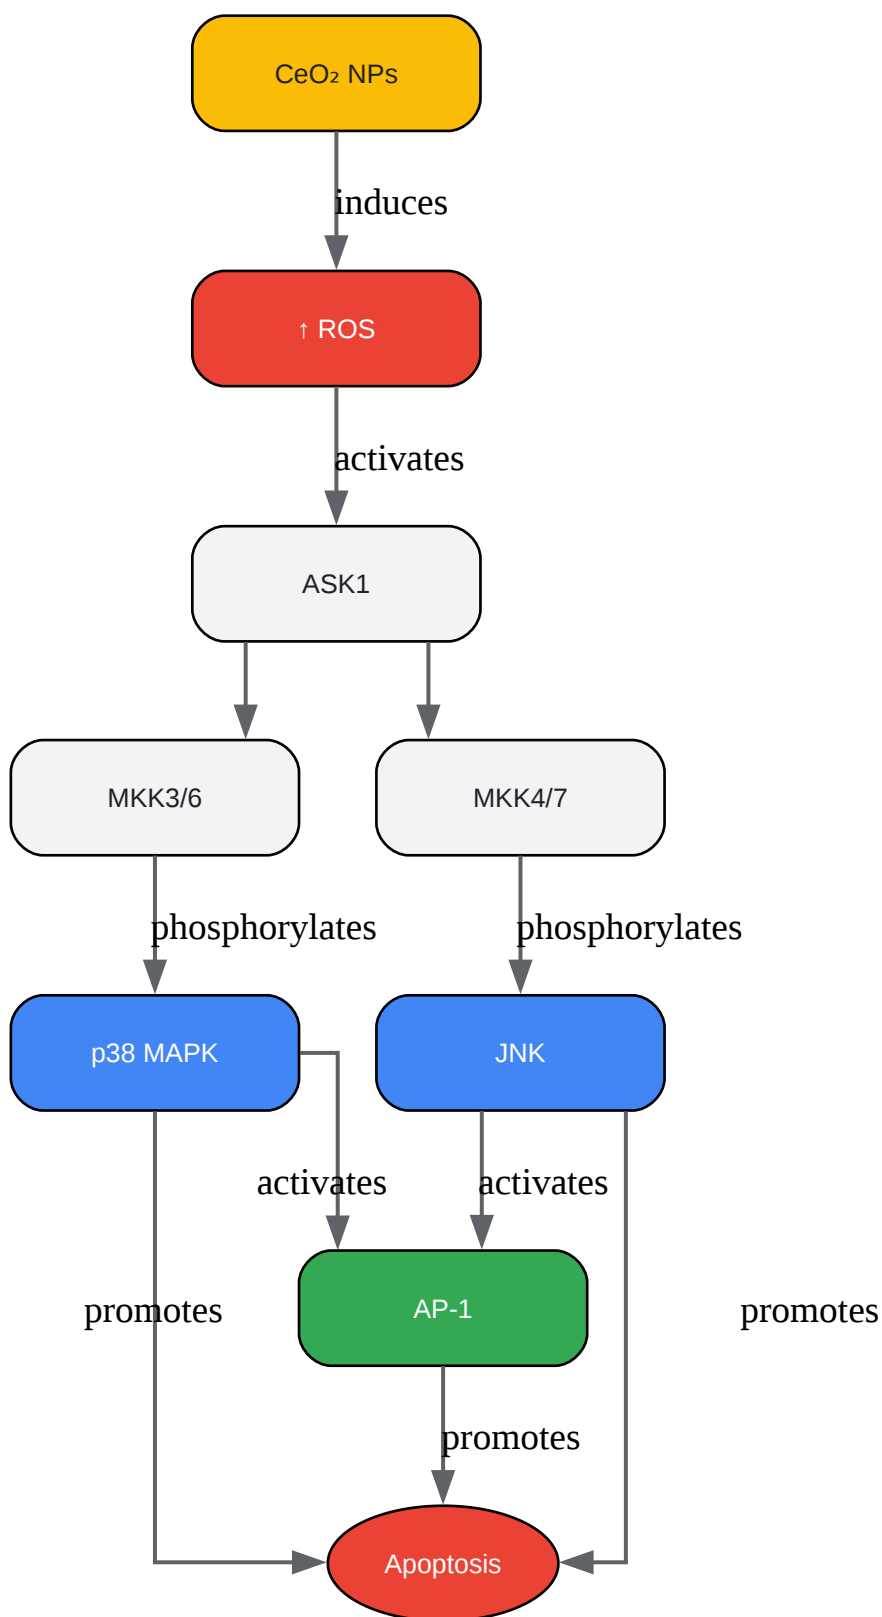 CeO₂ NPs
induces
↑ ROS
activates
ASK1
MKK3/6
MKK4/7
phosphorylates
phosphorylates
p38 MAPK
JNK
activates
activates
AP-1
promotes
promotes
promotes
Apoptosis